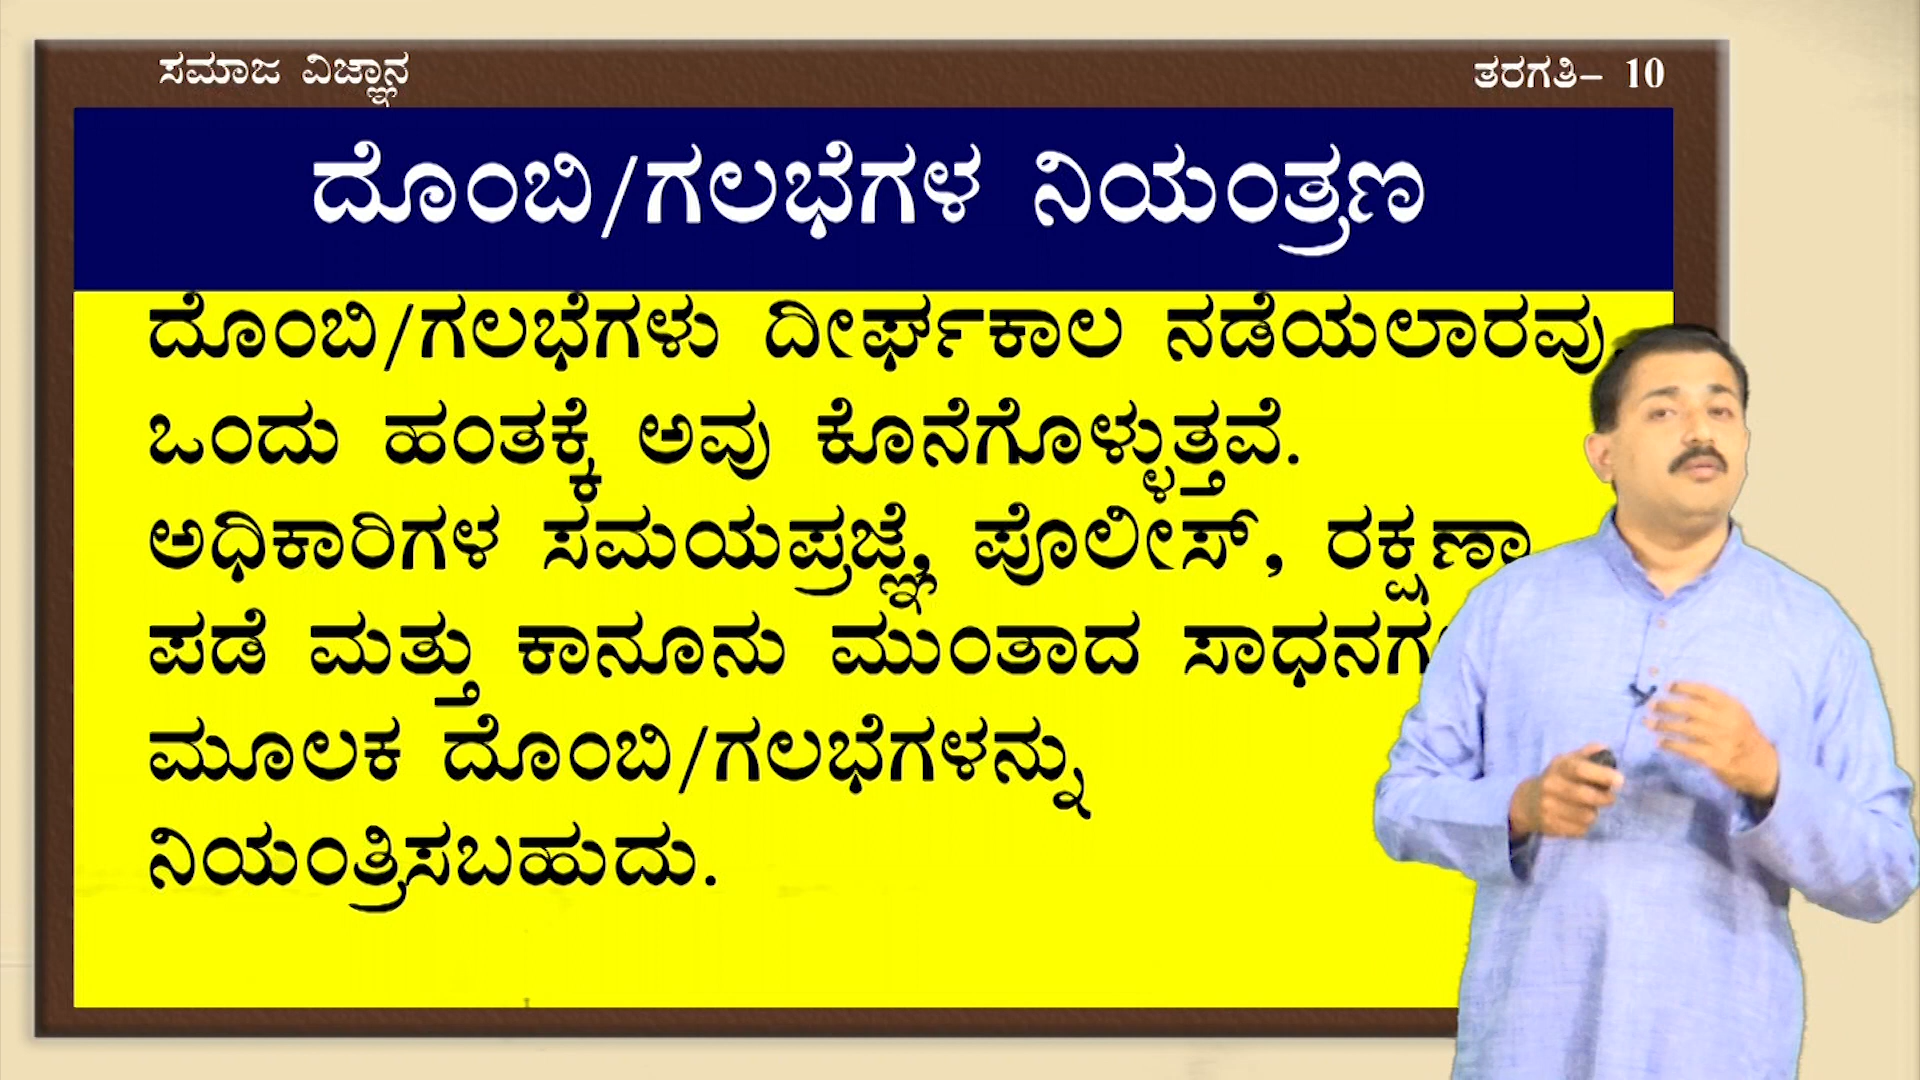 ಸಮಾಜ ವಿಜ್ಞಾನ
ತರಗತಿ– 10
ದೊಂಬಿ/ಗಲಭೆಗಳ ನಿಯಂತ್ರಣ
ದೊಂಬಿ/ಗಲಭೆಗಳು ದೀರ್ಘಕಾಲ ನಡೆಯಲಾರವು
ಒಂದು ಹಂತಕ್ಕೆ ಅವು ಕೊನೆಗೊಳ್ಳುತ್ತವೆ.
ಅಧಿಕಾರಿಗಳ ಸಮಯಪ್ರಜ್ಞೆ, ಪೊಲೀಸ್, ರಕ್ಷಣಾ
ಪಡೆ ಮತ್ತು ಕಾನೂನು ಮುಂತಾದ
ಮೂಲಕ ದೊಂಬಿ/ಗಲಭೆಗಳನ್ನು
ನಿಯಂತ್ರಿಸಬಹುದು.